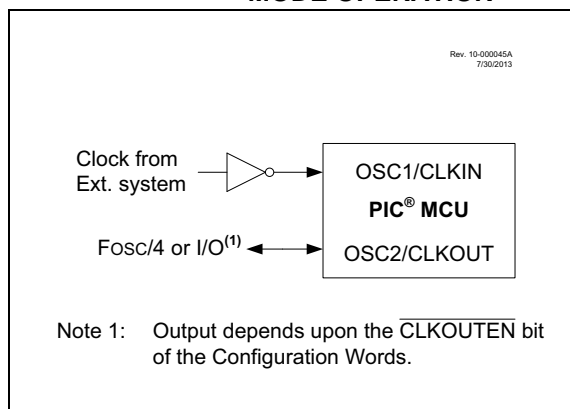 MODE OPERATION
Rev. 10-000045A
7/30/2013
Clock from
Ext. system
OSC1/CLKIN
PIC® MCU
FOSC/4 or I/O(1)
OSC2/CLKOUT
Note 1: Output depends upon the CLKOUTEN bit
of the Configuration Words.